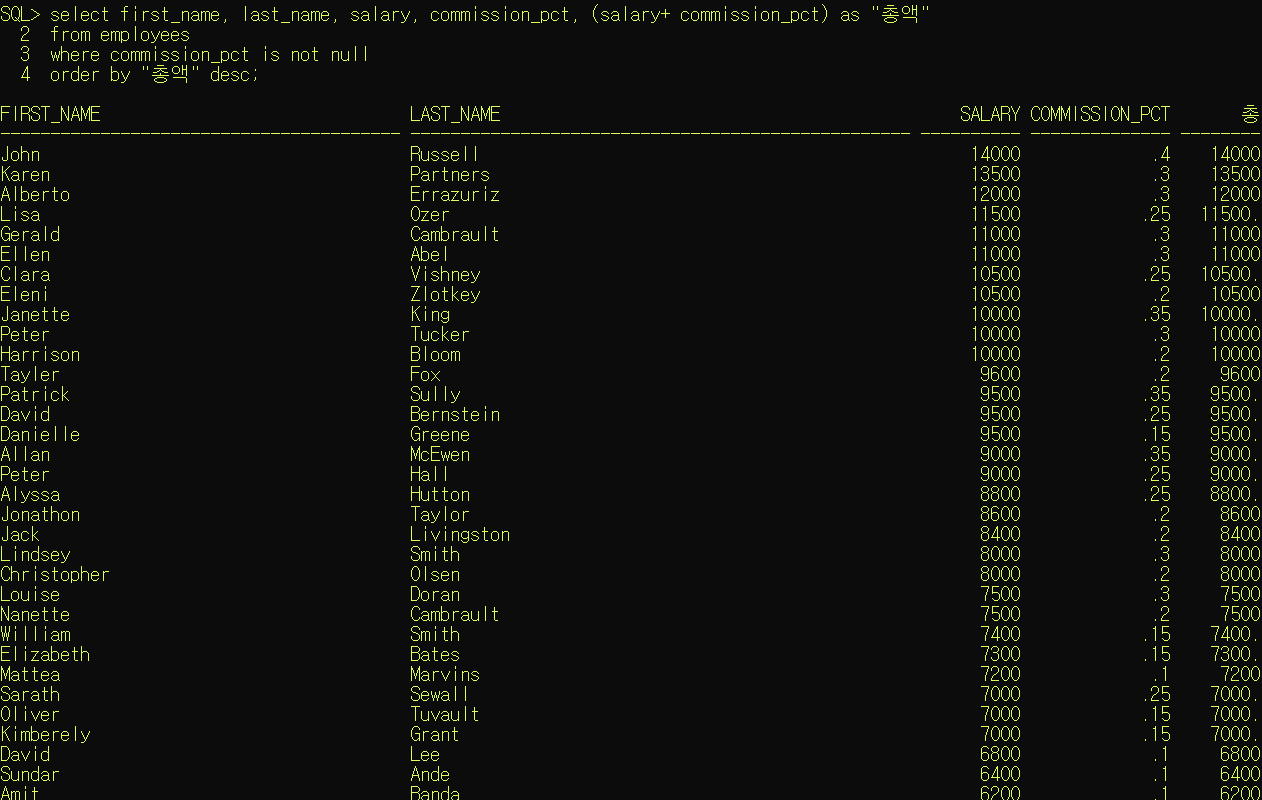 SQL> select first_name, last_name, salary, commission_pct, (salary+ commission_pct) as "총액"
2 from employees
3 where commission_pct is not null
4 order by "총액" desc;
FIRST_NAME LAST_NAME SALARY COMMISSION_PCT 총
---------------------------------------- -------------------------------------------------- ---------- -------------- --------
John Russell 14000 .4 14000
Karen Partners 13500 .3 13500
Alberto Errazuriz 12000 .3 12000
Lisa Ozer 11500 .25 11500.
Gerald Cambrault 11000 .3 11000
Ellen Abel 11000 .3 11000
Clara Vishney 10500 .25 10500.
Eleni Zlotkey 10500 .2 10500
Janette King 10000 .35 10000.
Peter Tucker 10000 .3 10000
Harrison Bloom 10000 .2 10000
Tayler Fox 9600 .2 9600
Patrick Sully 9500 .35 9500.
David Bernstein 9500 .25 9500.
Danielle Greene 9500 .15 9500.
Allan McEwen 9000 .35 9000.
Peter Hall 9000 .25 9000.
Alyssa Hutton 8800 .25 8800.
Jonathon Taylor 8600 .2 8600
Jack Livingston 8400 .2 8400
Lindsey Smith 8000 .3 8000
Christopher Olsen 8000 .2 8000
Louise Doran 7500 .3 7500
Nanette Cambrault 7500 .2 7500
William Smith 7400 .15 7400.
Elizabeth Bates 7300 .15 7300.
Mattea Marvins 7200 .1 7200
Sarath Sewall 7000 .25 7000.
Oliver Tuvault 7000 .15 7000.
Kimberely Grant 7000 .15 7000.
David Lee 6800 .1 6800
Sundar Ande 6400 .1 6400
Amit Banda 6200 .1 6200